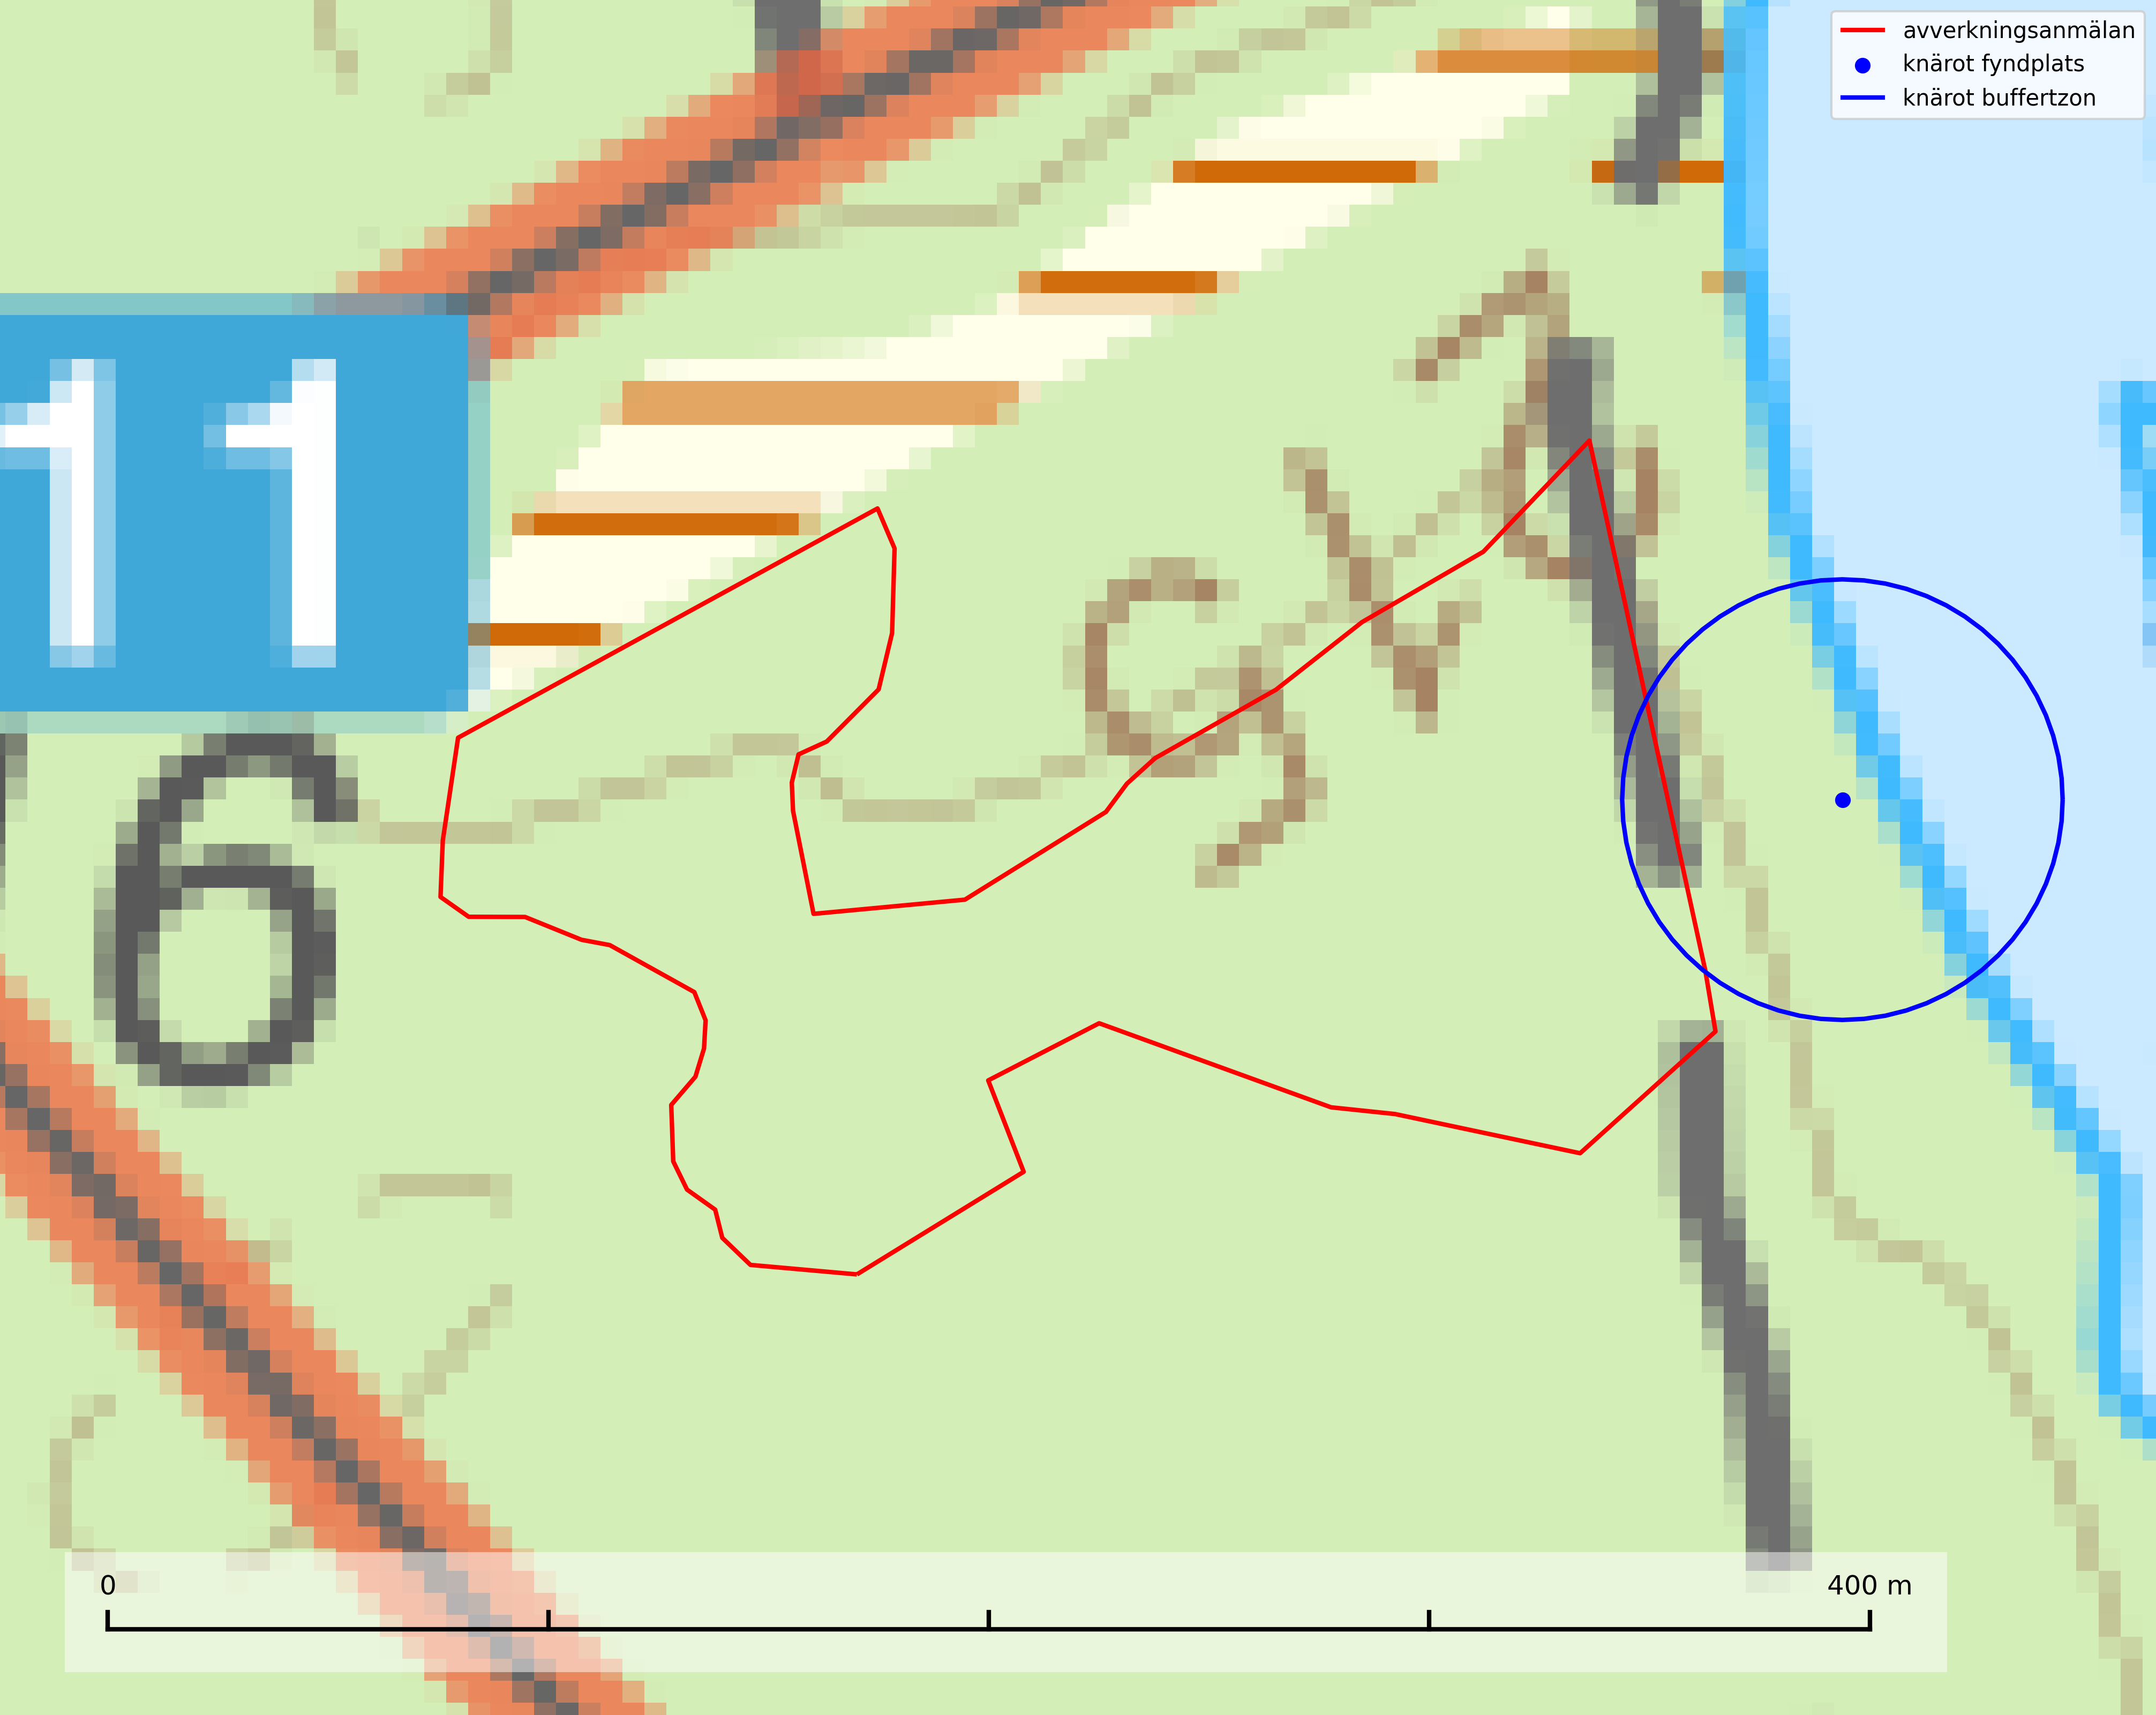 avverkningsanmälan
knärot fyndplats
knärot buffertzon
11
6
0 400 m